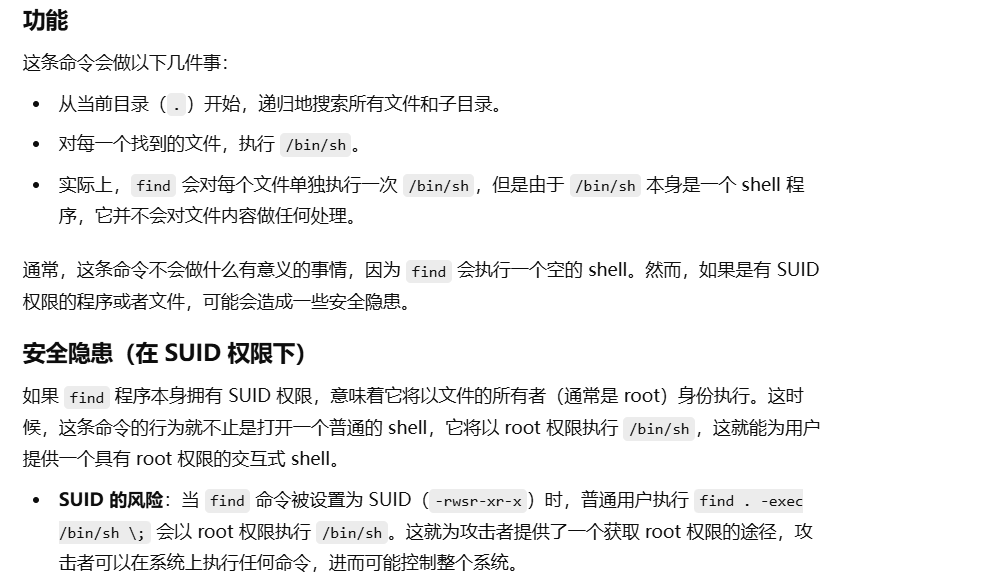 功能
这条命令会做以下几件事：
• 从当前目录（.）开始，递归地搜索所有文件和子目录。
• 对每一个找到的文件，执行 /bin/sh。
• 实际上，find 会对每个文件单独执行一次 /bin/sh，但是由于 /bin/sh 本身是一个 shell 程
序，它并不会对文件内容做任何处理。
通常，这条命令不会做什么有意义的事情，因为 find 会执行一个空的 shell。然而，如果是有 SUID
权限的程序或者文件，可能会造成一些安全隐患。
安全隐患（在 SUID 权限下）
如果 find 程序本身拥有 SUID 权限，意味着它将以文件的所有者（通常是 root）身份执行。这时
候，这条命令的行为就不止是打开一个普通的 shell，它将以 root 权限执行 /bin/sh，这就能为用户
提供一个具有 root 权限的交互式 shell。
• SUID 的风险：当 find 命令被设置为 SUID（-rwsr-xr-x）时，普通用户执行 find . -exec
/bin/sh \; 会以 root 权限执行 /bin/sh。这就为攻击者提供了一个获取 root 权限的途径，攻
击者可以在系统上执行任何命令，进而可能控制整个系统。